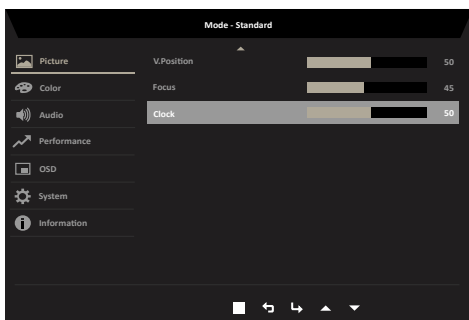 Mode - Standard
Picture
V.Position 50
Color
Focus 45
Audio
Clock 50
Performance
OSD
System
Information